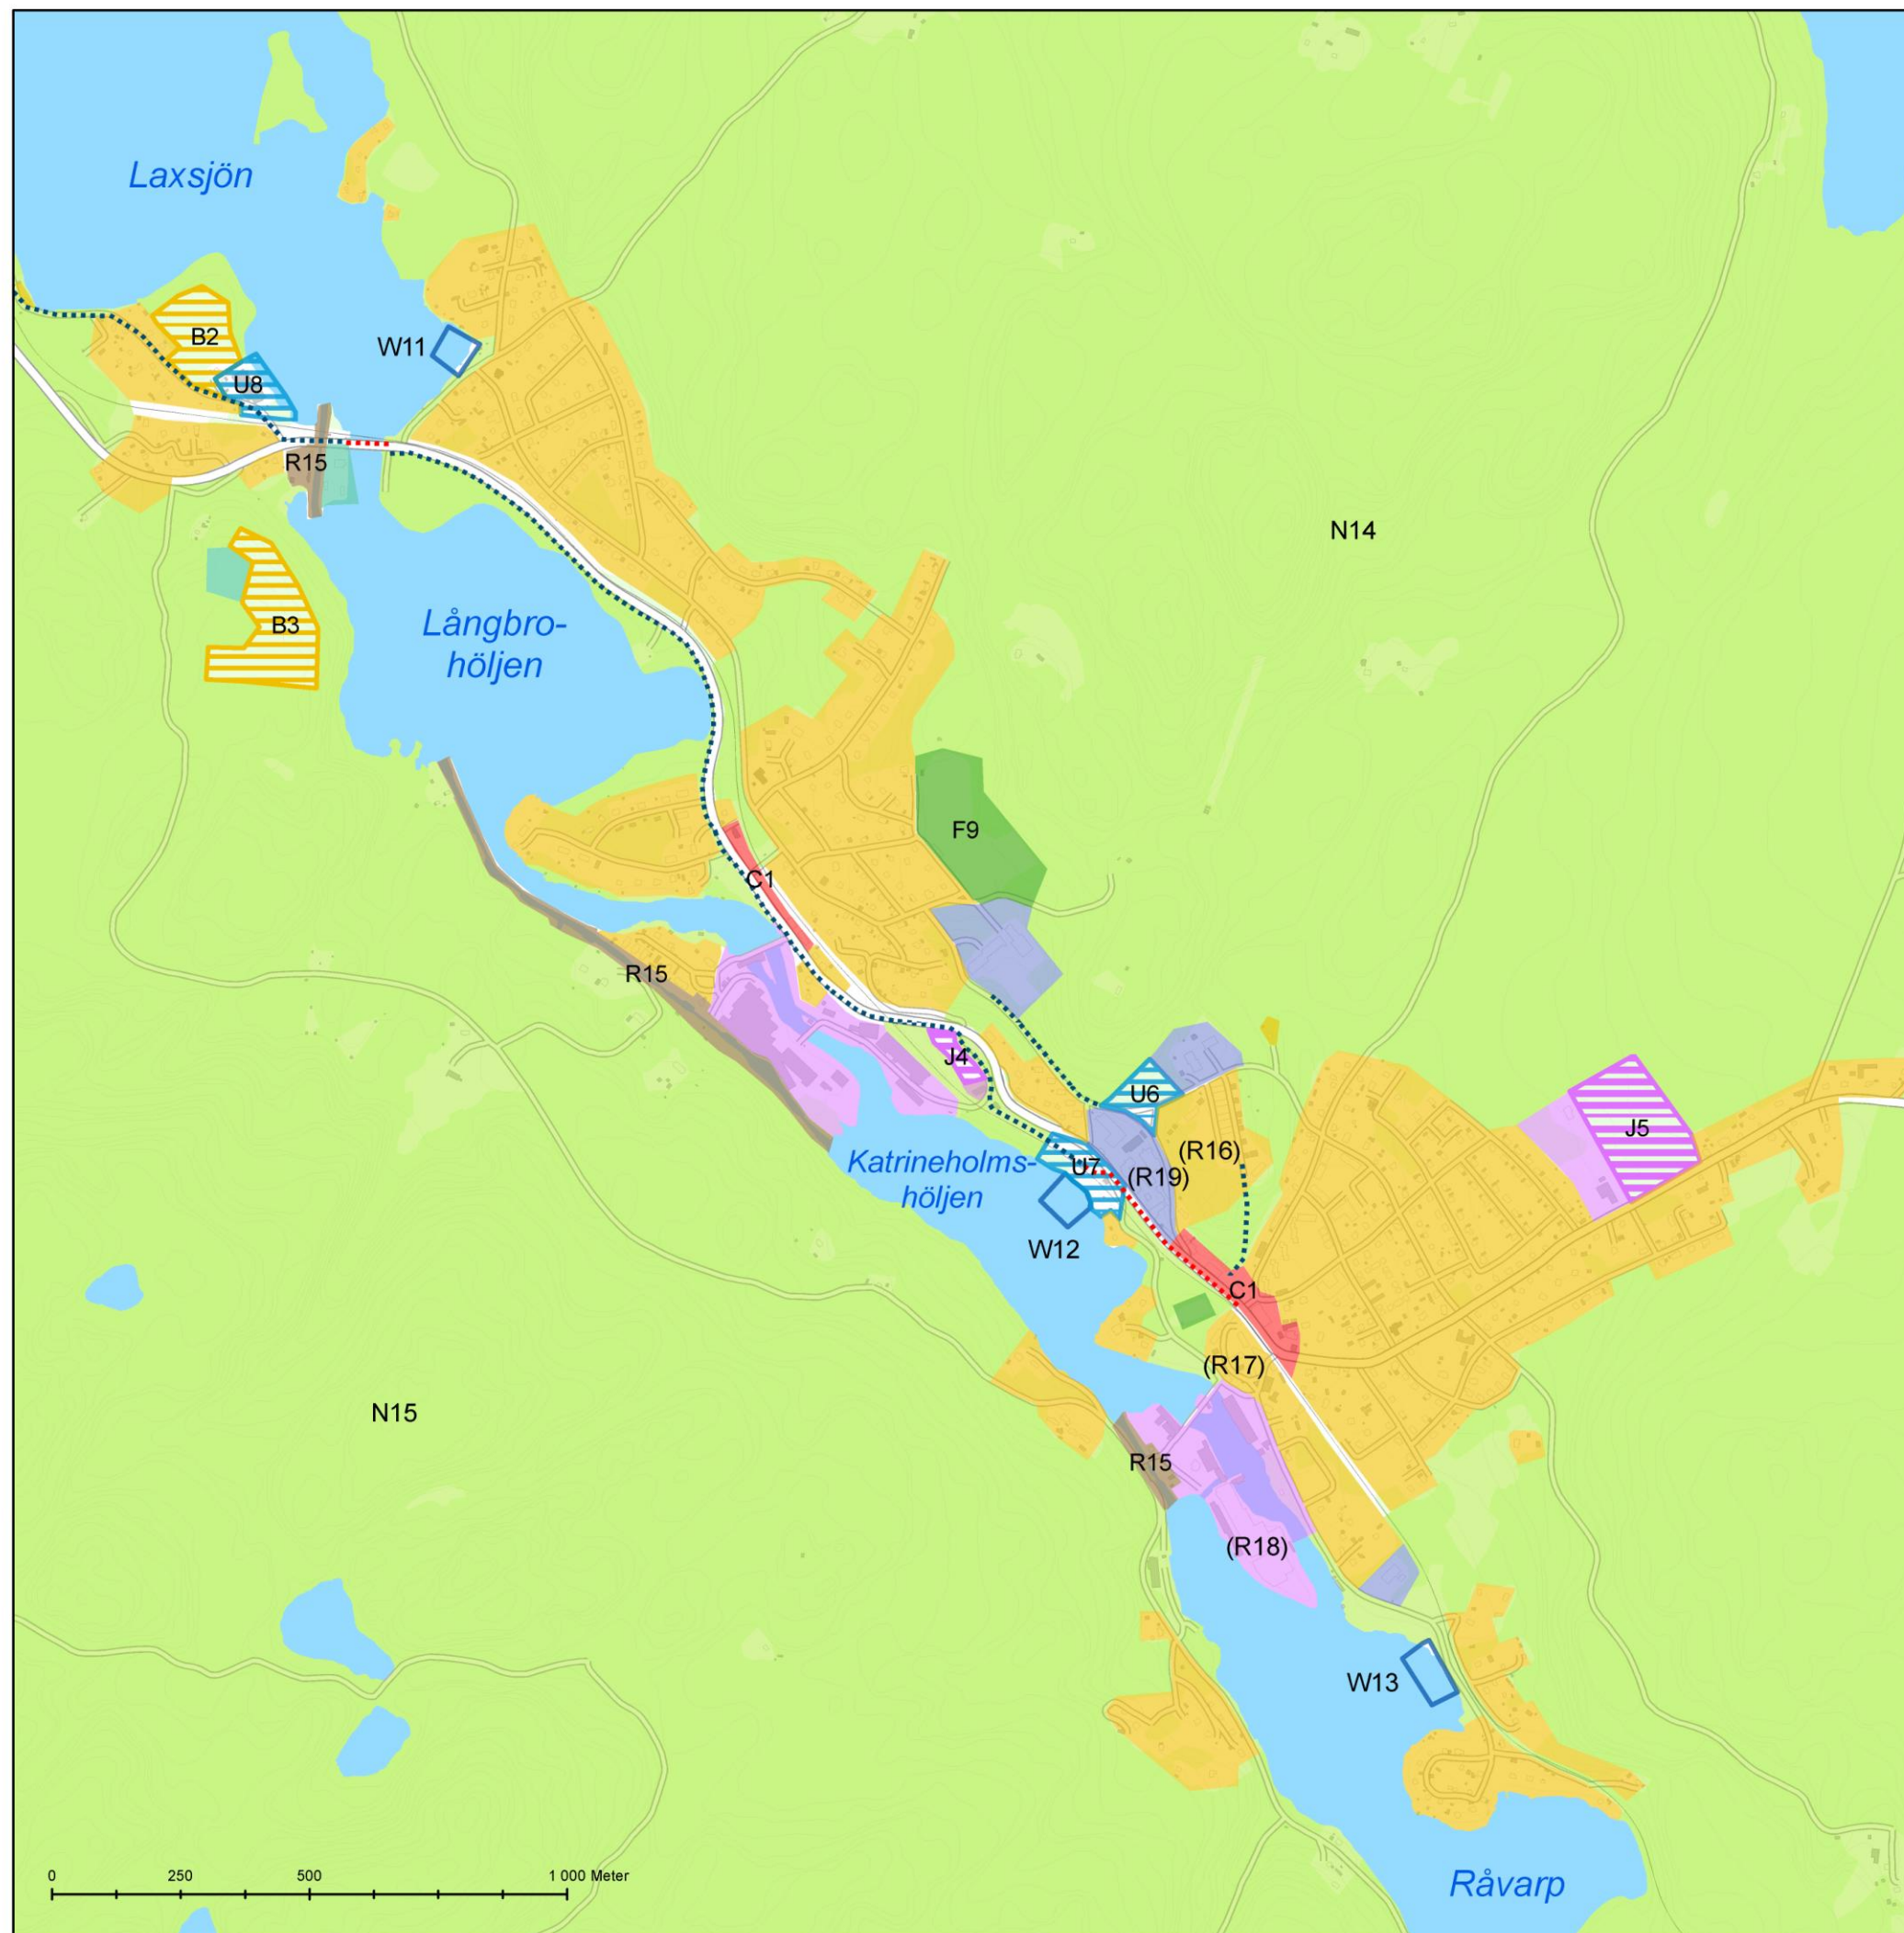 Laxsjön
B2
W11
U8
R15
N14
B3
Långbro-
höljen
F9
C1
R15
J4
U6
J5
(R16)
Katrineholms-
höljen
U7
(R19)
W12
C1
(R17)
N15
R15
(R18)
W13
Råvarp
0 250 500 1 000 Meter